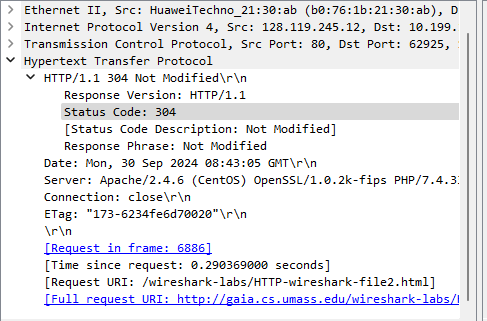 Ethernet II, Src: HuaweiTechno_21:30:ab (b0:76:1b:21:30:ab), D
Internet Protocol Version 4, Src: 128.119.245.12, Dst: 10.199.
Transmission Control Protocol, Src Port: 80, Dst Port: 62925, S
Hypertext Transfer Protocol
HTTP/1.1 304 Not Modified\r\n
Response Version: HTTP/1.1
Status Code: 304
[Status Code Description: Not Modified]
Response Phrase: Not Modified
Date: Mon, 30 Sep 2024 08:43:05 GMT\r\n
Server: Apache/2.4.6 (CentOS) OpenSSL/1.0.2k-fips PHP/7.4.33
Connection: close\r\n
ETag: "173-6234fe6d70020"\r\n
\r\n
[Request in frame: 6886]
[Time since request: 0.290369000 seconds]
[Request URI: /wireshark-labs/HTTP-wireshark-file2.html]
[Full request URI: http://gaia.cs.umass.edu/wireshark-labs/H